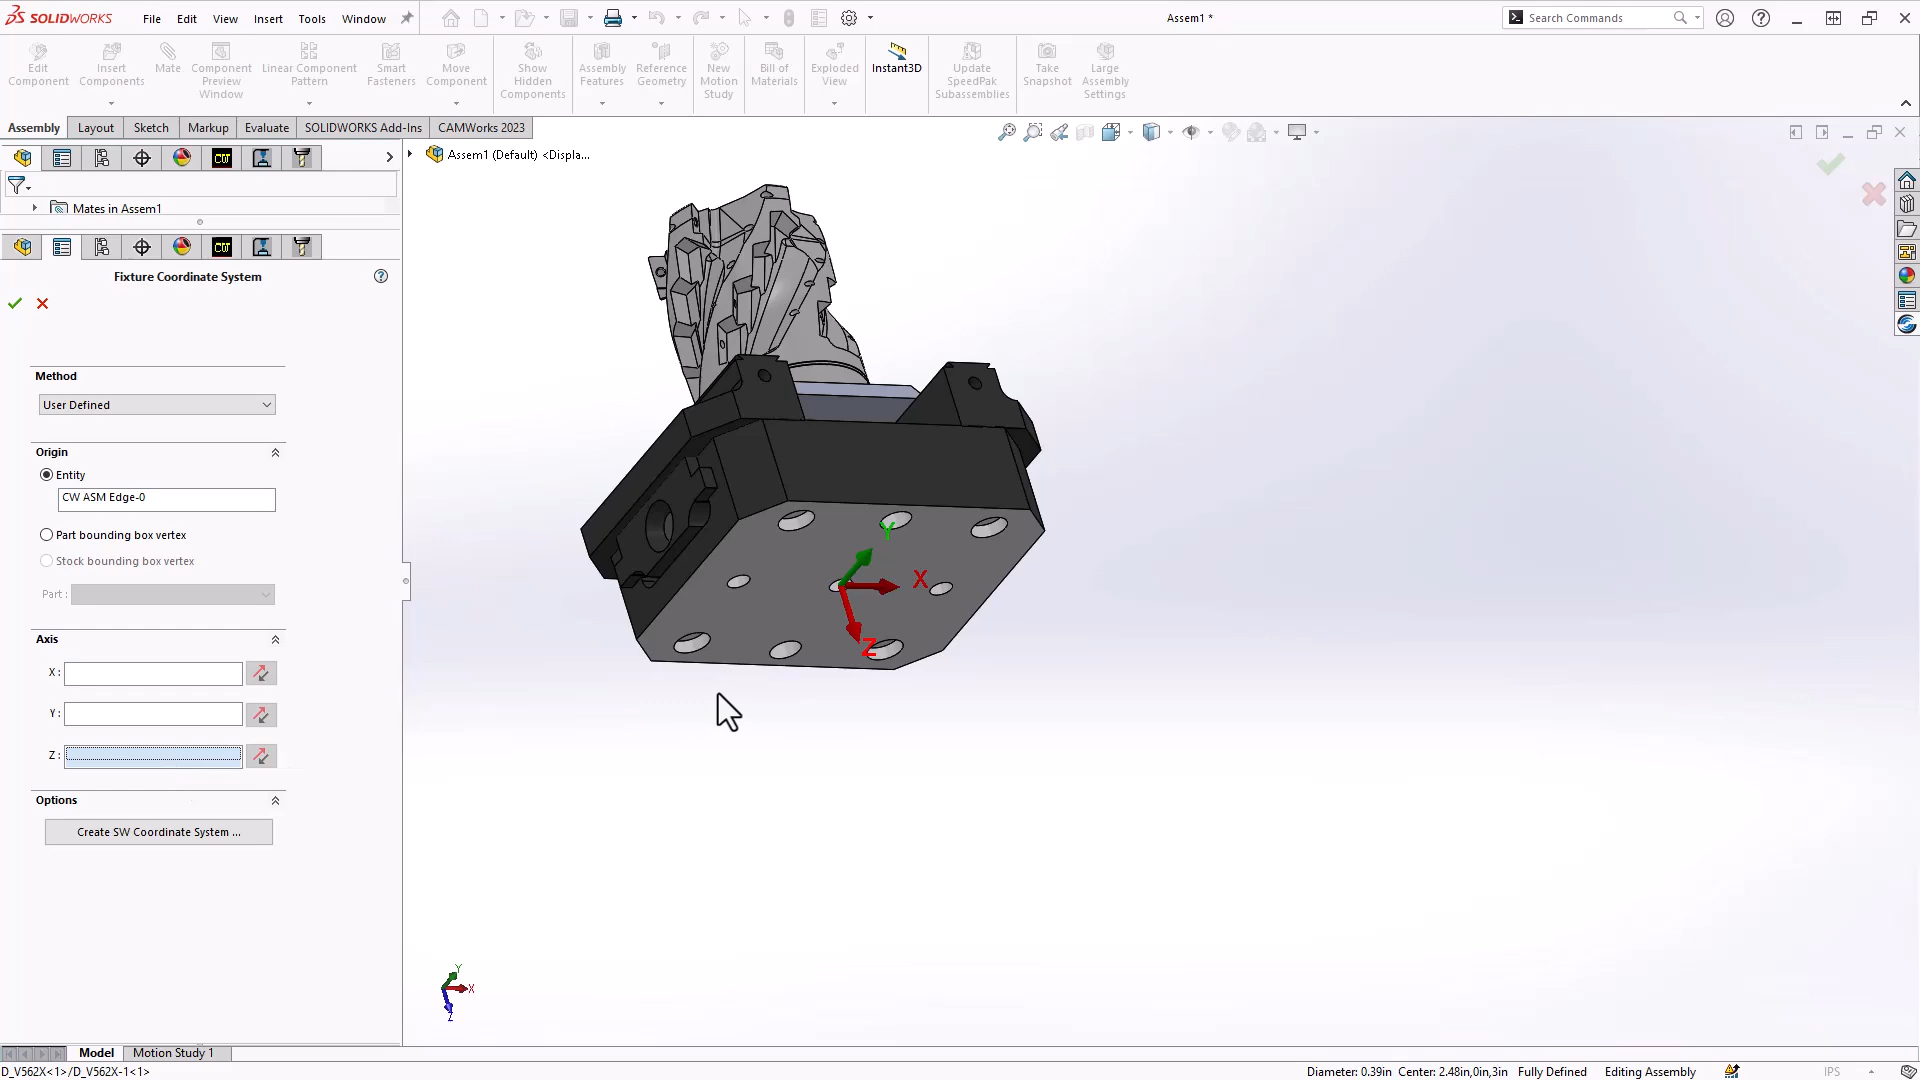 SOLIDWORKS File Edit View Insert Tools Window Assem1 * Search Commands
Edit Component
Insert Components
Mate
Component Preview Window
Linear Component Pattern
Smart Fasteners
Move Component
Show Hidden Components
Assembly Features
Reference Geometry
New Motion Study
Bill of Materials
Exploded View
Instant3D
Update SpeedPak Subassemblies
Take Snapshot
Large Assembly Settings
Assembly Layout Sketch Markup Evaluate SOLIDWORKS Add-Ins CAMWorks 2023
Assem1 (Default) <Displa...
Mates in Assem1
Fixture Coordinate System
Method
User Defined
Origin
Entity
CW ASM Edge-0
Part bounding box vertex
Stock bounding box vertex
Part :
Axis
X :
Y :
Z :
Options
Create SW Coordinate System ...
Y
X
Z
Y
X
Z
Model Motion Study 1
D_V562X<1>/D_V562X-1<1> Diameter: 0.39in Center: 2.48in,0in,3in Fully Defined Editing Assembly IPS